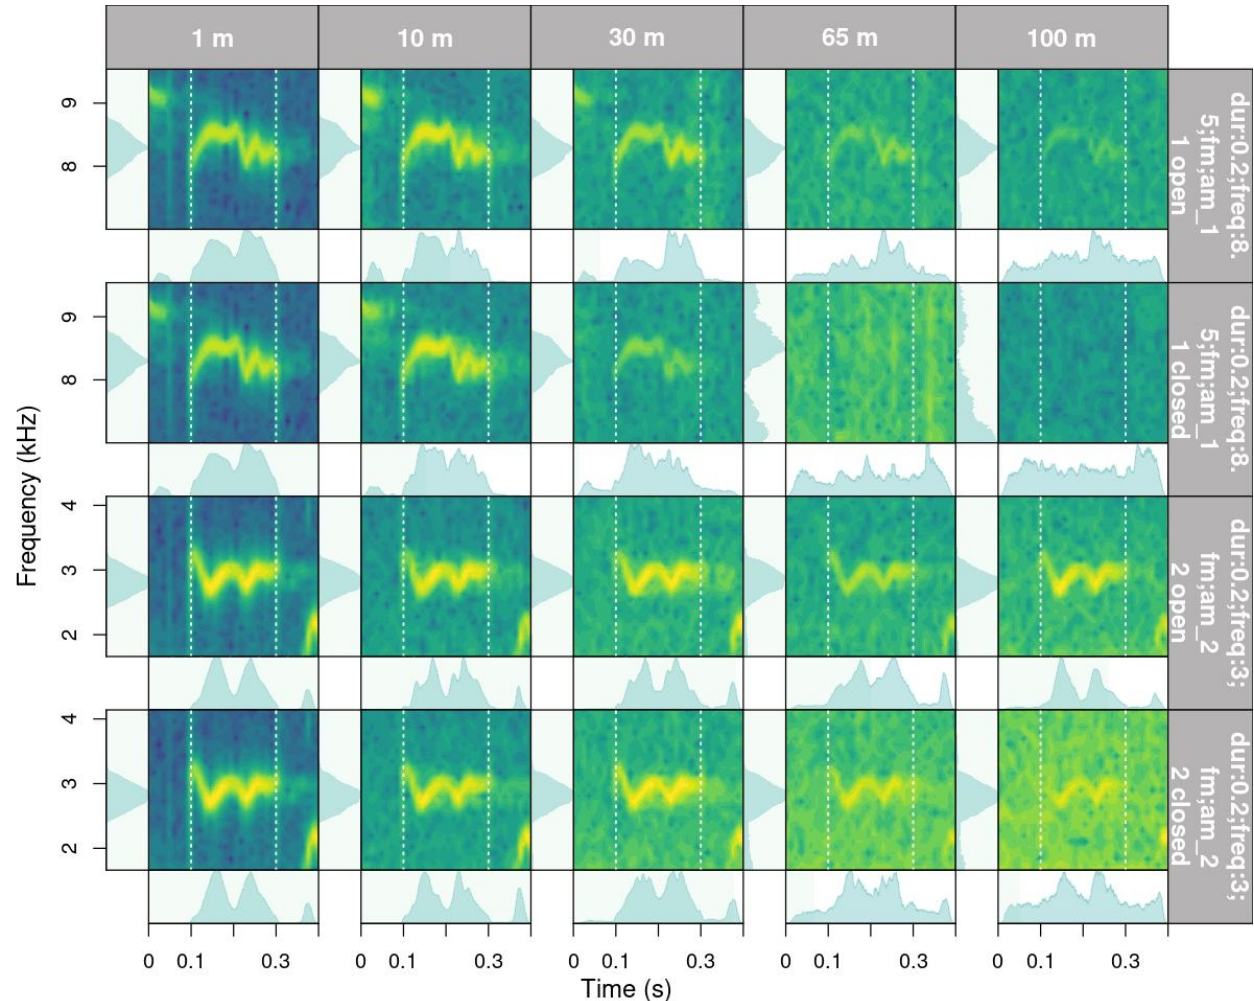 1 m 10 m 30 m 65 m 100 m
9
8
dur:0.2;freq:8.
5;fm;am_1
1 open
9
8
dur:0.2;freq:8.
5;fm;am_1
1 closed
Frequency (kHz)
4
3
2
dur:0.2;freq:3;
fm;am_2
2 open
4
3
2
dur:0.2;freq:3;
fm;am_2
2 closed
0 0.1 0.3 0 0.1 0.3 0 0.1 0.3 0 0.1 0.3 0 0.1 0.3
Time (s)